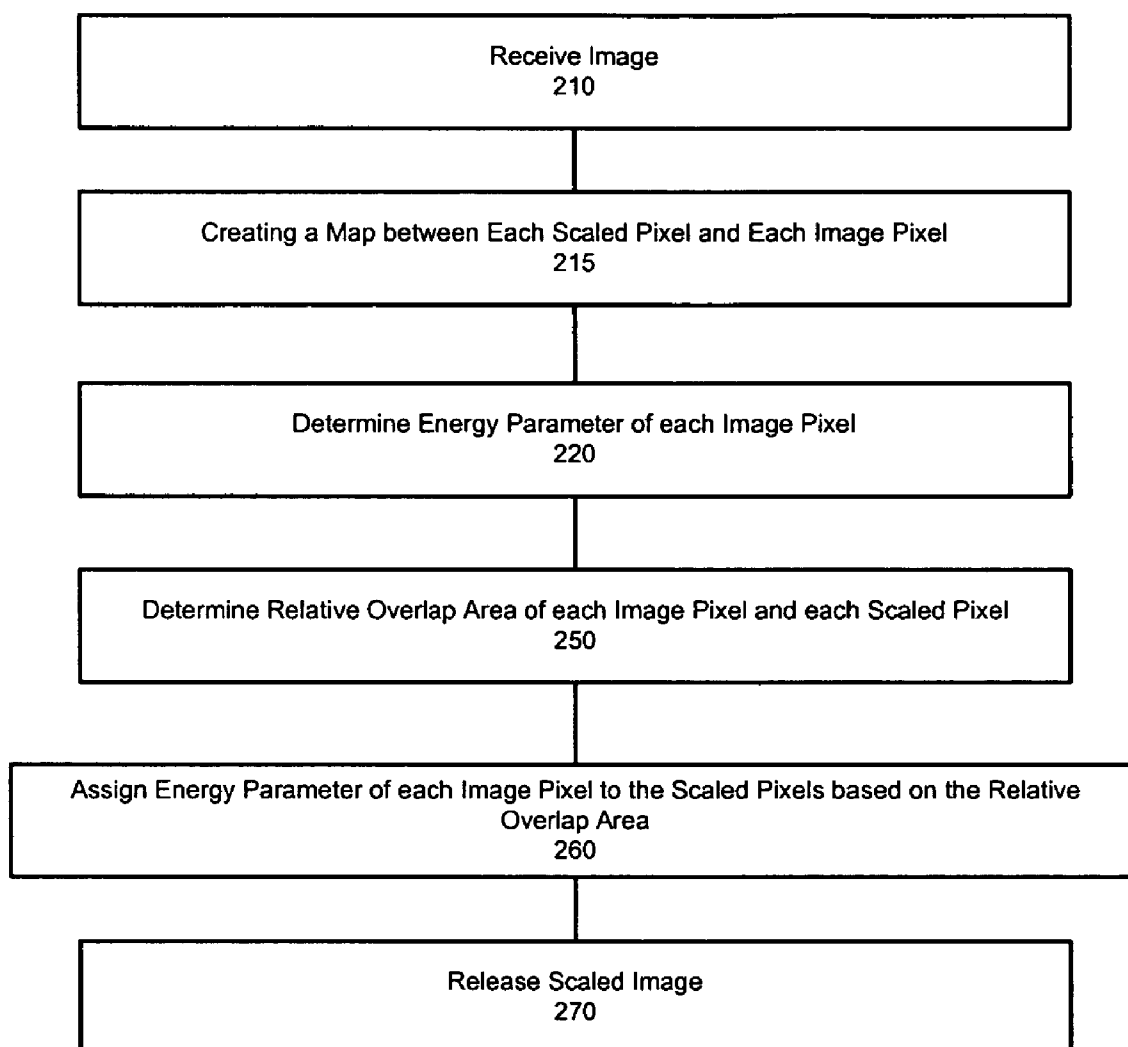 Receive Image
210
Creating a Map between Each Scaled Pixel and Each Image Pixel
215
Determine Energy Parameter of each Image Pixel
220
Determine Relative Overlap Area of each Image Pixel and each Scaled Pixel
250
Assign Energy Parameter of each Image Pixel to the Scaled Pixels based on the Relative
Overlap Area
260
Release Scaled Image
270